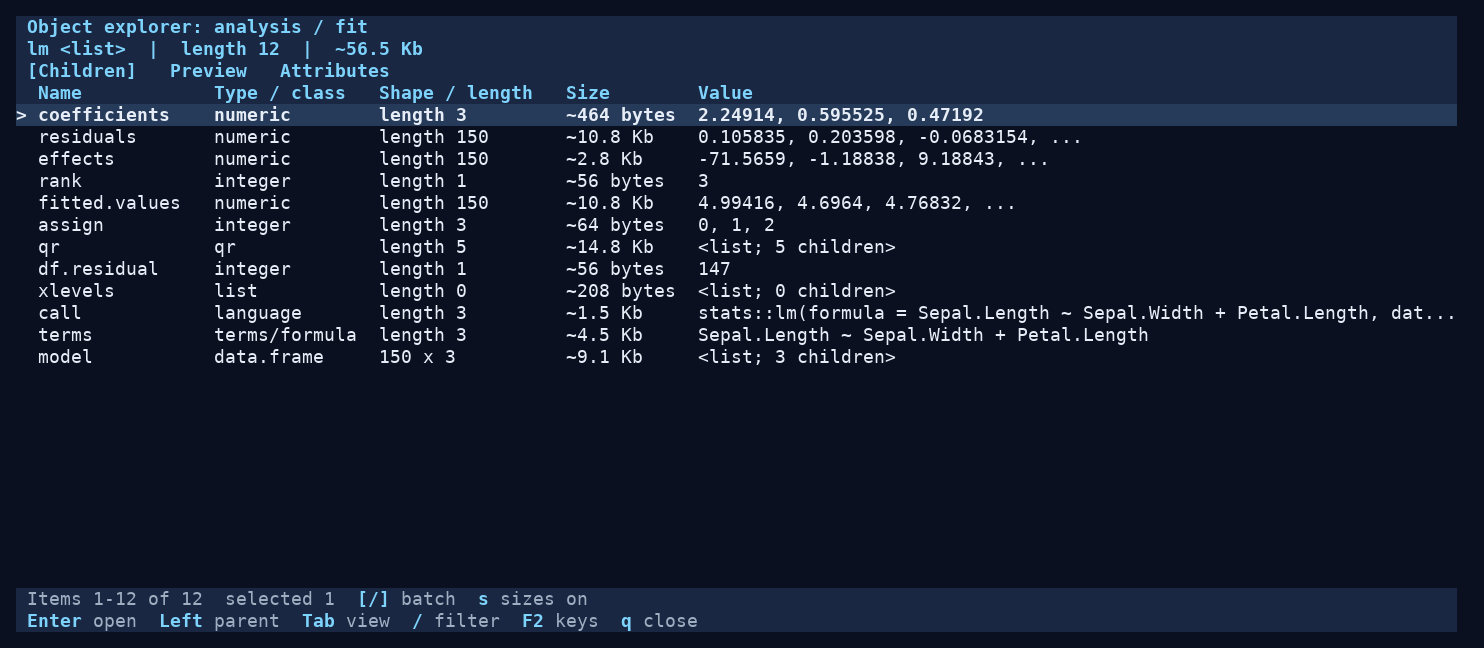 Object explorer: analysis / fit
lm <list>  |  length 12  |  ~56.5 Kb
[Children]   Preview   Attributes
  Name            Type / class   Shape / length   Size        Value
> coefficients    numeric        length 3         ~464 bytes  2.24914, 0.595525, 0.47192
  residuals       numeric        length 150       ~10.8 Kb    0.105835, 0.203598, -0.0683154, ...
  effects         numeric        length 150       ~2.8 Kb     -71.5659, -1.18838, 9.18843, ...
  rank            integer        length 1         ~56 bytes   3
  fitted.values   numeric        length 150       ~10.8 Kb    4.99416, 4.6964, 4.76832, ...
  assign          integer        length 3         ~64 bytes   0, 1, 2
  qr              qr             length 5         ~14.8 Kb    <list; 5 children>
  df.residual     integer        length 1         ~56 bytes   147
  xlevels         list           length 0         ~208 bytes  <list; 0 children>
  call            language       length 3         ~1.5 Kb     stats::lm(formula = Sepal.Length ~ Sepal.Width + Petal.Length, dat...
  terms           terms/formula  length 3         ~4.5 Kb     Sepal.Length ~ Sepal.Width + Petal.Length
  model           data.frame     150 x 3          ~9.1 Kb     <list; 3 children>
Items 1-12 of 12  selected 1  [/] batch  s sizes on
Enter open  Left parent  Tab view  / filter  F2 keys  q close